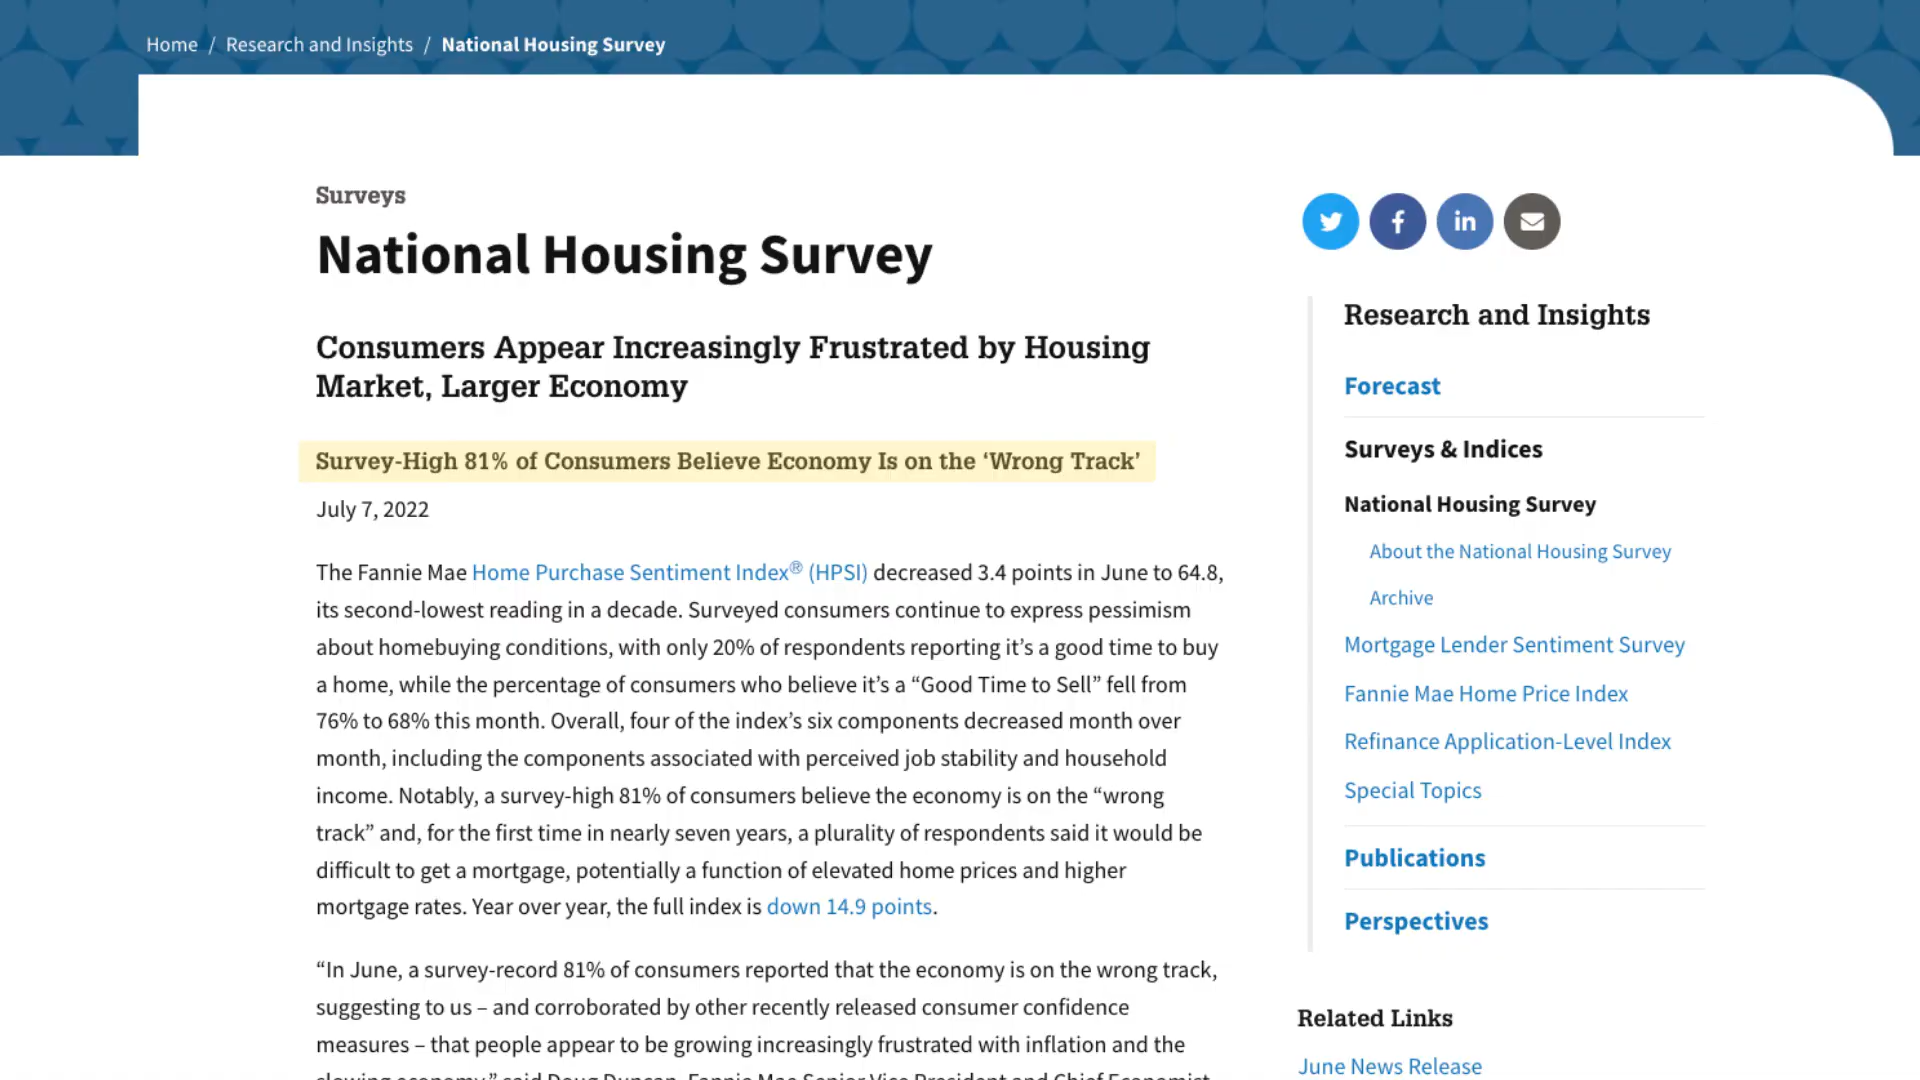 Home / Research and Insights / National Housing Survey
Surveys
National Housing Survey
Consumers Appear Increasingly Frustrated by Housing
Market, Larger Economy
Survey-High 81% of Consumers Believe Economy Is on the ‘Wrong Track’
July 7, 2022
The Fannie Mae Home Purchase Sentiment Index® (HPSI) decreased 3.4 points in June to 64.8,
its second-lowest reading in a decade. Surveyed consumers continue to express pessimism
about homebuying conditions, with only 20% of respondents reporting it’s a good time to buy
a home, while the percentage of consumers who believe it’s a “Good Time to Sell” fell from
76% to 68% this month. Overall, four of the index’s six components decreased month over
month, including the components associated with perceived job stability and household
income. Notably, a survey-high 81% of consumers believe the economy is on the “wrong
track” and, for the first time in nearly seven years, a plurality of respondents said it would be
difficult to get a mortgage, potentially a function of elevated home prices and higher
mortgage rates. Year over year, the full index is down 14.9 points.
“In June, a survey-record 81% of consumers reported that the economy is on the wrong track,
suggesting to us – and corroborated by other recently released consumer confidence
measures – that people appear to be growing increasingly frustrated with inflation and the
slowing economy,” said Doug Duncan, Fannie Mae Senior Vice President and Chief Economist.
Research and Insights
Forecast
Surveys & Indices
National Housing Survey
About the National Housing Survey
Archive
Mortgage Lender Sentiment Survey
Fannie Mae Home Price Index
Refinance Application-Level Index
Special Topics
Publications
Perspectives
Related Links
June News Release